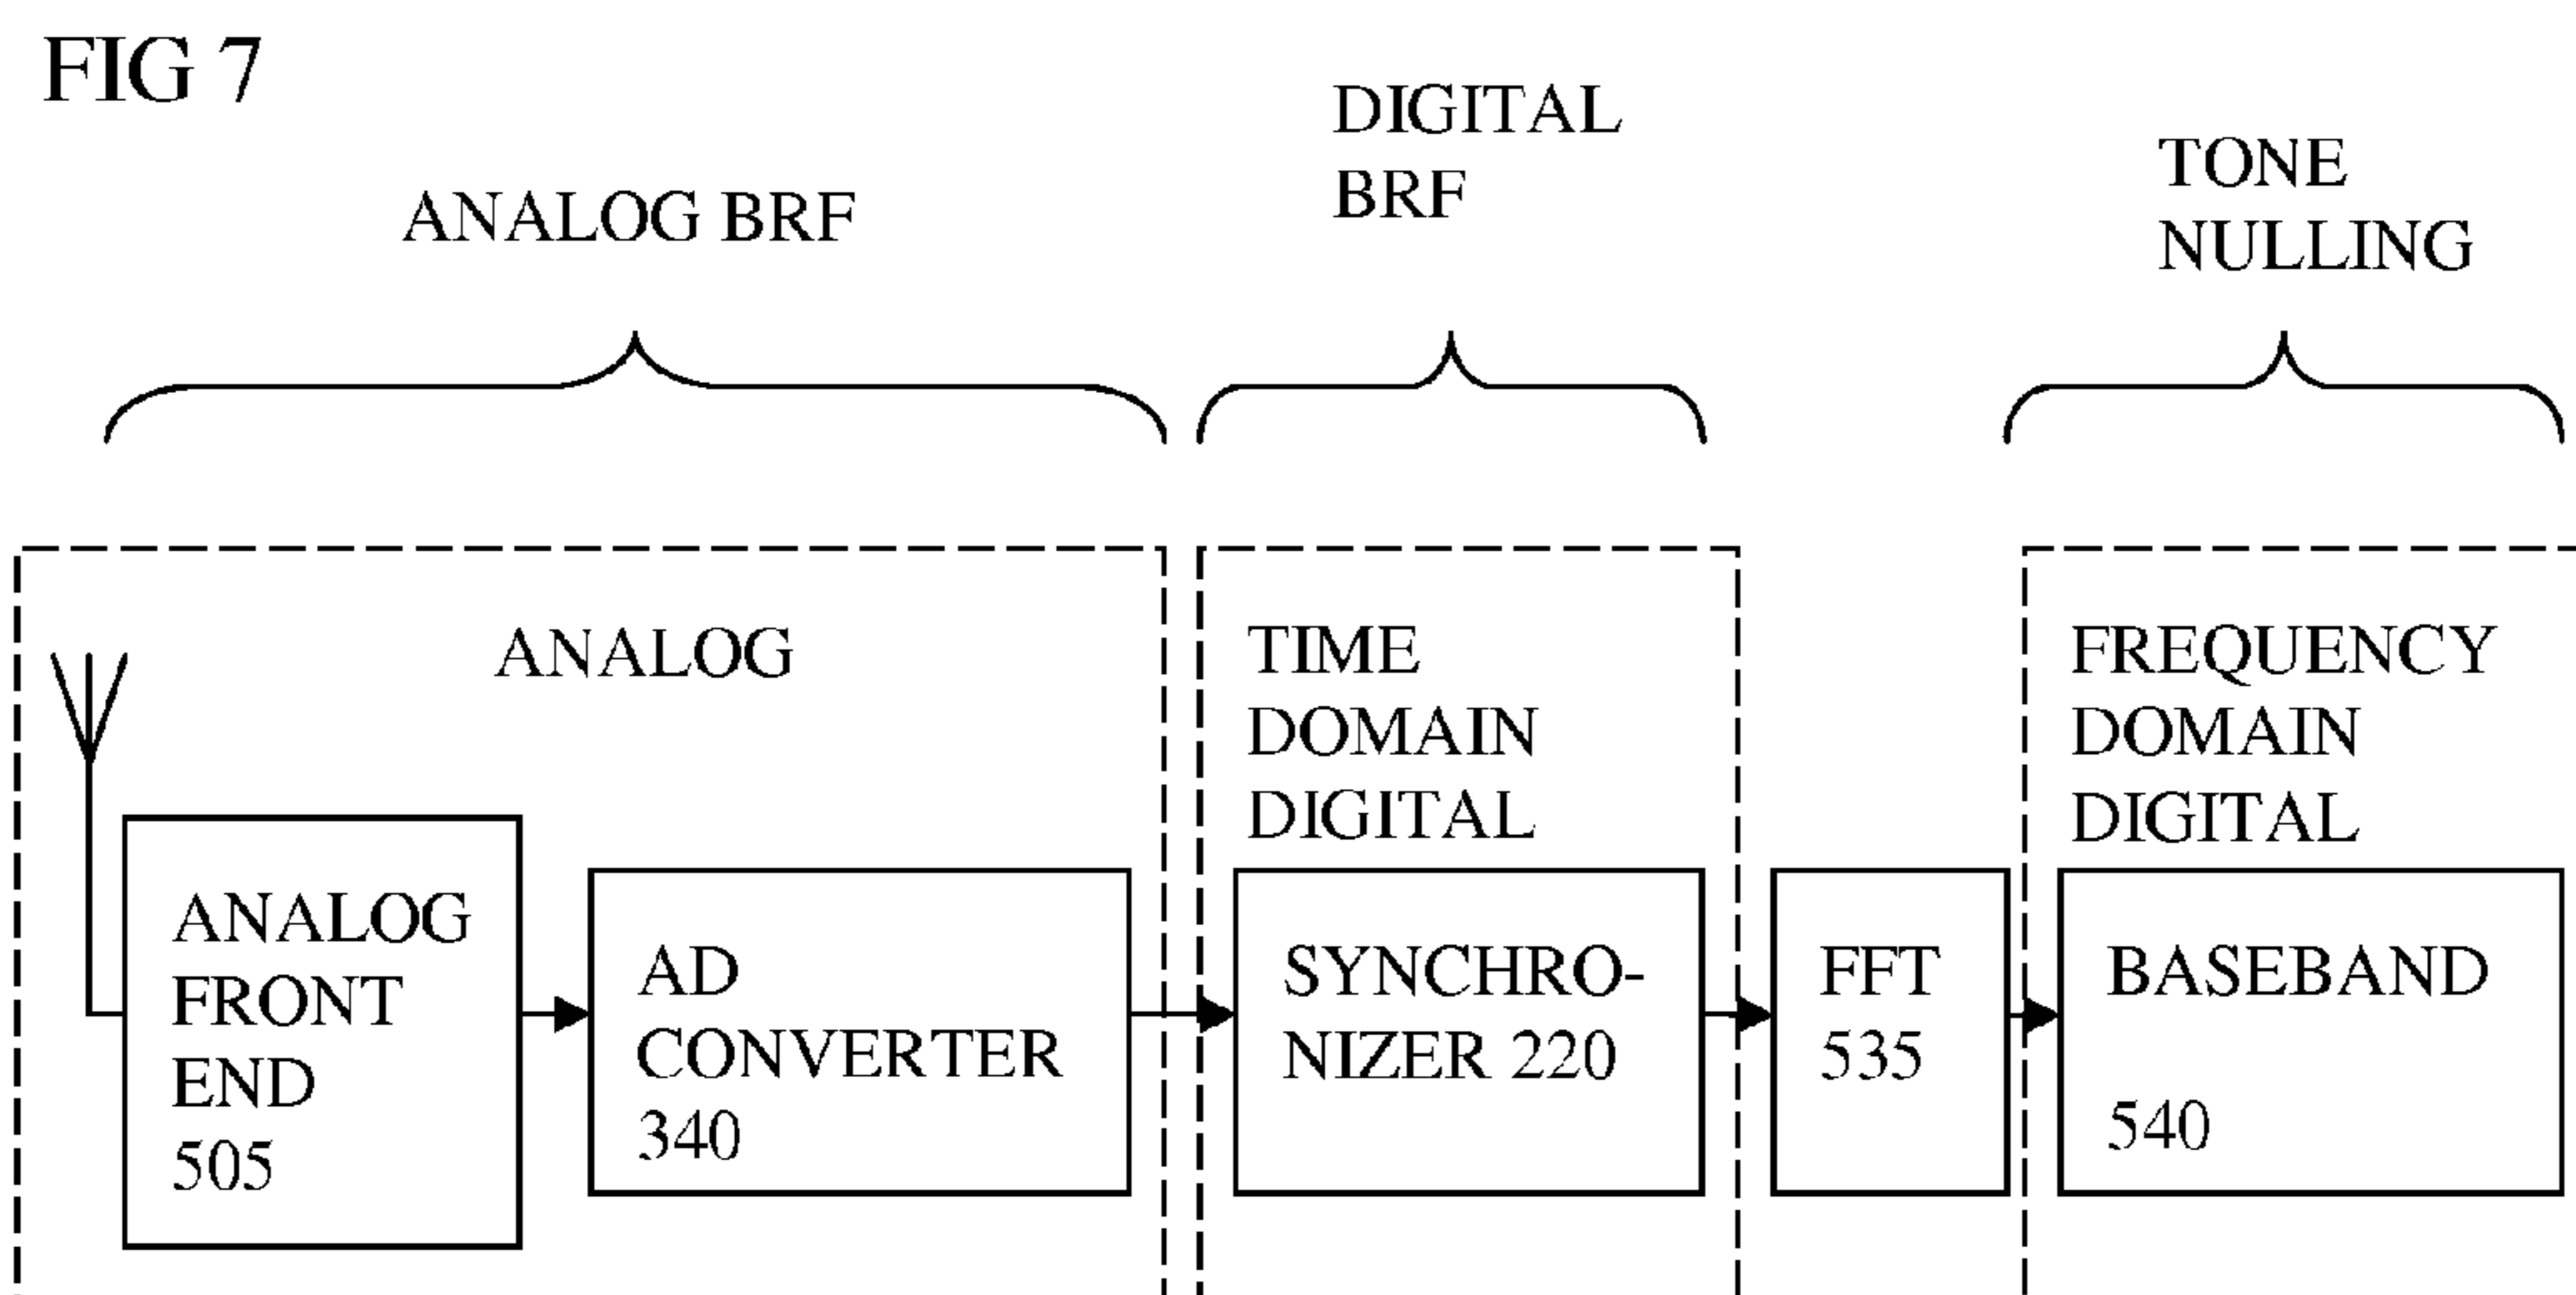 FIG 7
ANALOG BRF
DIGITAL
BRF
TONE
NULLING
ANALOG
TIME
DOMAIN
DIGITAL
FREQUENCY
DOMAIN
DIGITAL
ANALOG
FRONT
END
505
AD
CONVERTER
340
SYNCHRO-
NIZER 220
FFT
535
BASEBAND
540